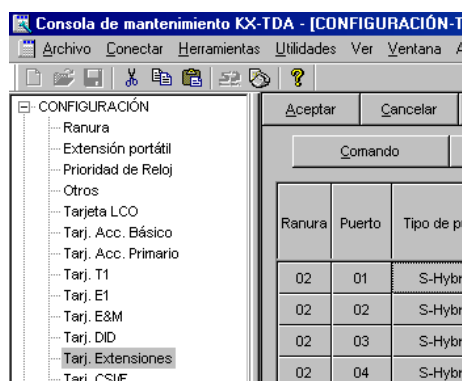 Consola de mantenimiento KX-TDA - [CONFIGURACIÓN-T
Archivo Conectar Herramientas Utilidades Ver Ventana
CONFIGURACIÓN
Ranura
Extensión portátil
Prioridad de Reloj
Otros
Tarjeta LCO
Tarj. Acc. Básico
Tarj. Acc. Primario
Tarj. T1
Tarj. E1
Tarj. E&M
Tarj. DID
Tarj. Extensiones
Tarj. CSI/F
Aceptar Cancelar
Comando
Ranura Puerto Tipo de p
02 01 S-Hybr
02 02 S-Hybr
02 03 S-Hybr
02 04 S-Hybr